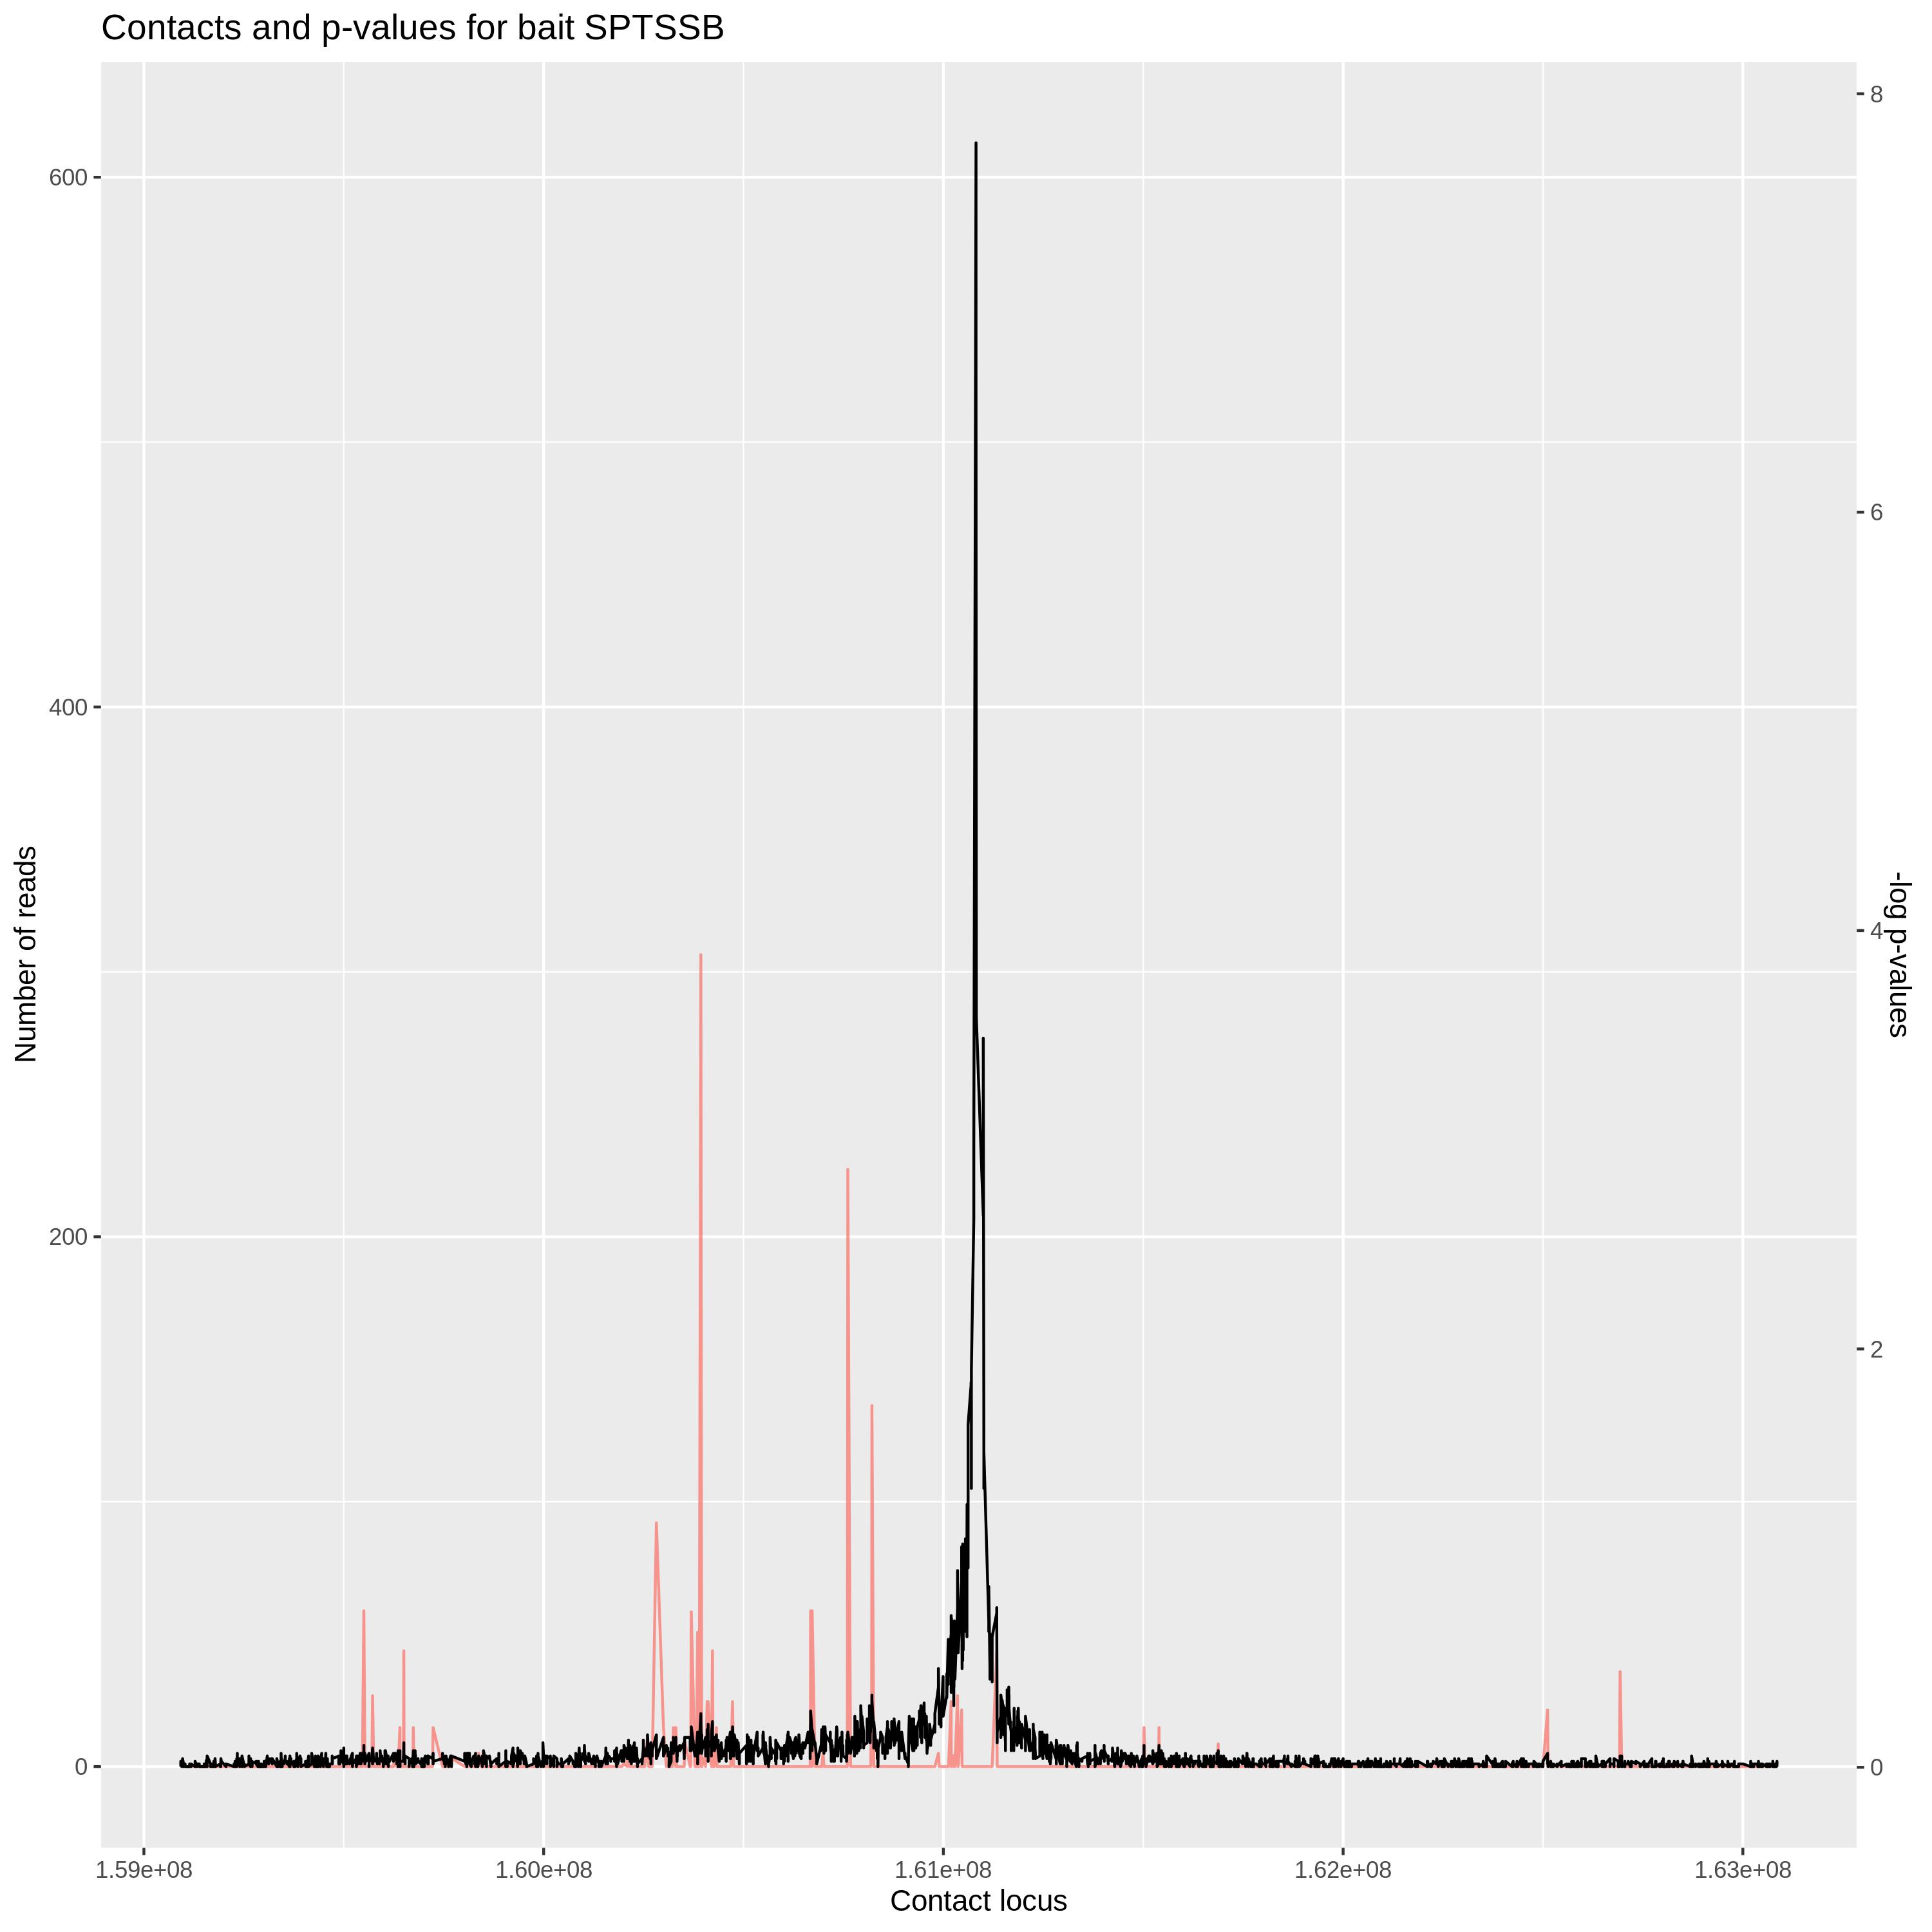 Contacts and p-values for bait SPTSSB
600
400
200
0
Number of reads
8
6
4
2
0
-log p-values
1.59e+08 1.60e+08 1.61e+08 1.62e+08 1.63e+08
Contact locus